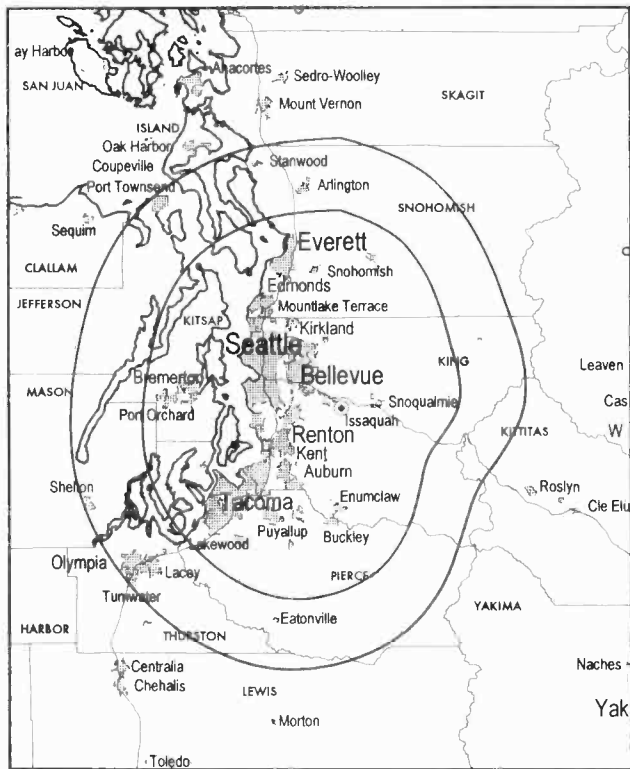 ay Harbor
Anacortes
Sedro-Woolley
SAN JUAN
SKAGIT
Mount Vernon
ISLAND
Oak Harbor
Coupeville
Stanwood
Port Townsend
Arlington
SNOHOMISH
Sequim
Everett
CLALLAM
Snohomish
Edmonds
JEFFERSON
Mountlake Terrace
KITSAP
Kirkland
Seattle
KING
Leaven
Bellevue
Bremerton
MASON
Snoqualmie
Cas
Port Orchard
Issaquah
W
Renton
KITTITAS
Kent
Auburn
Shelton
Roslyn
Tacoma
Enumclaw
Cle Elu
Puyallup
Buckley
Lakewood
Olympia
Lacey
PIERCE
Tumwater
YAKIMA
Eatonville
HARBOR
THURSTON
Centralia
Naches
Chehalis
LEWIS
Yak
Morton
Toledo